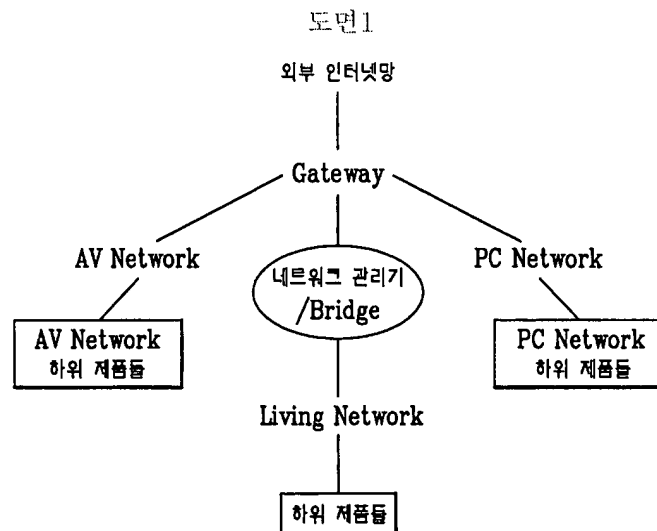 도면1
외부 인터넷망
Gateway
AV Network
네트워크 관리기
/Bridge
PC Network
AV Network
하위 제품들
PC Network
하위 제품들
Living Network
하위 제품들